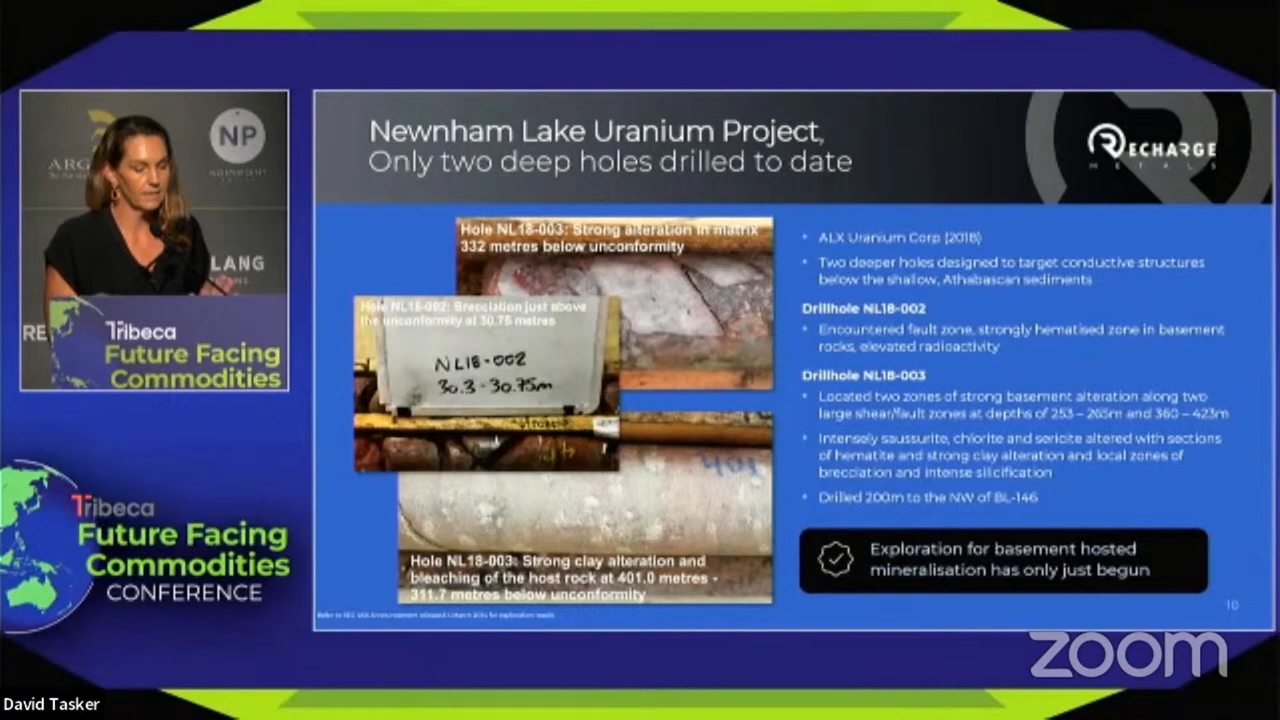 ARG
NP
LANG
RE
Tribeca
Future Facing
Commodities
Tribeca
Future Facing
Commodities
CONFERENCE
David Tasker
Newnham Lake Uranium Project,
Only two deep holes drilled to date
RECHARGE
METALS
Hole NL18-003: Strong alteration in matrix
332 metres below unconformity
Hole NL18-002: Brecciation just above
the unconformity at 30.75 metres
NL18-002
30.3-30.75m
401
Hole NL18-003: Strong clay alteration and
bleaching of the host rock at 401.0 metres -
311.7 metres below unconformity
• ALX Uranium Corp (2018)
• Two deeper holes designed to target conductive structures
below the shallow, Athabascan sediments
Drillhole NL18-002
• Encountered fault zone, strongly hematised zone in basement
rocks, elevated radioactivity
Drillhole NL18-003
• Located two zones of strong basement alteration along two
large shear/fault zones at depths of 253 – 265m and 360 – 423m
• Intensely saussurite, chlorite and sericite altered with sections
of hematite and strong clay alteration and local zones of
brecciation and intense silicification
• Drilled 200m to the NW of BL-146
Exploration for basement hosted
mineralisation has only just begun
10
zoom